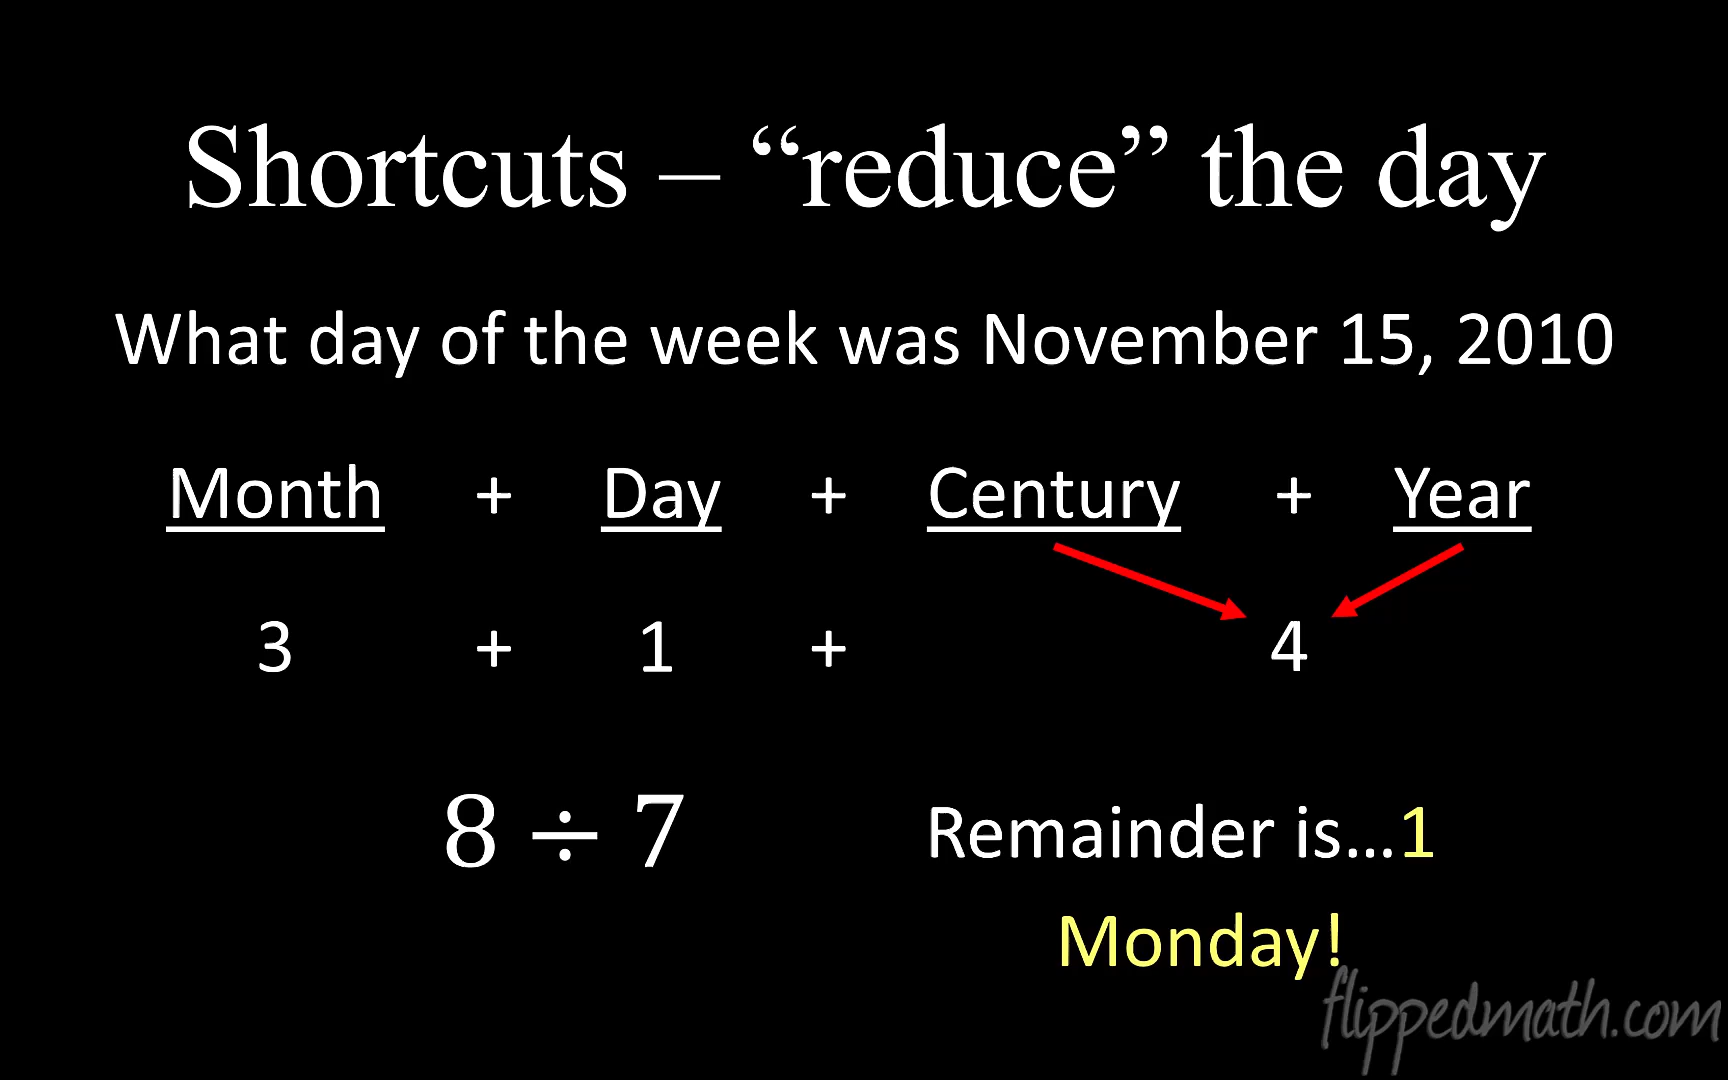 Shortcuts – “reduce” the day
What day of the week was November 15, 2010
Month + Day + Century + Year
3 + 1 + 4
8 ÷ 7 Remainder is…1
Monday!
flippedmath.com